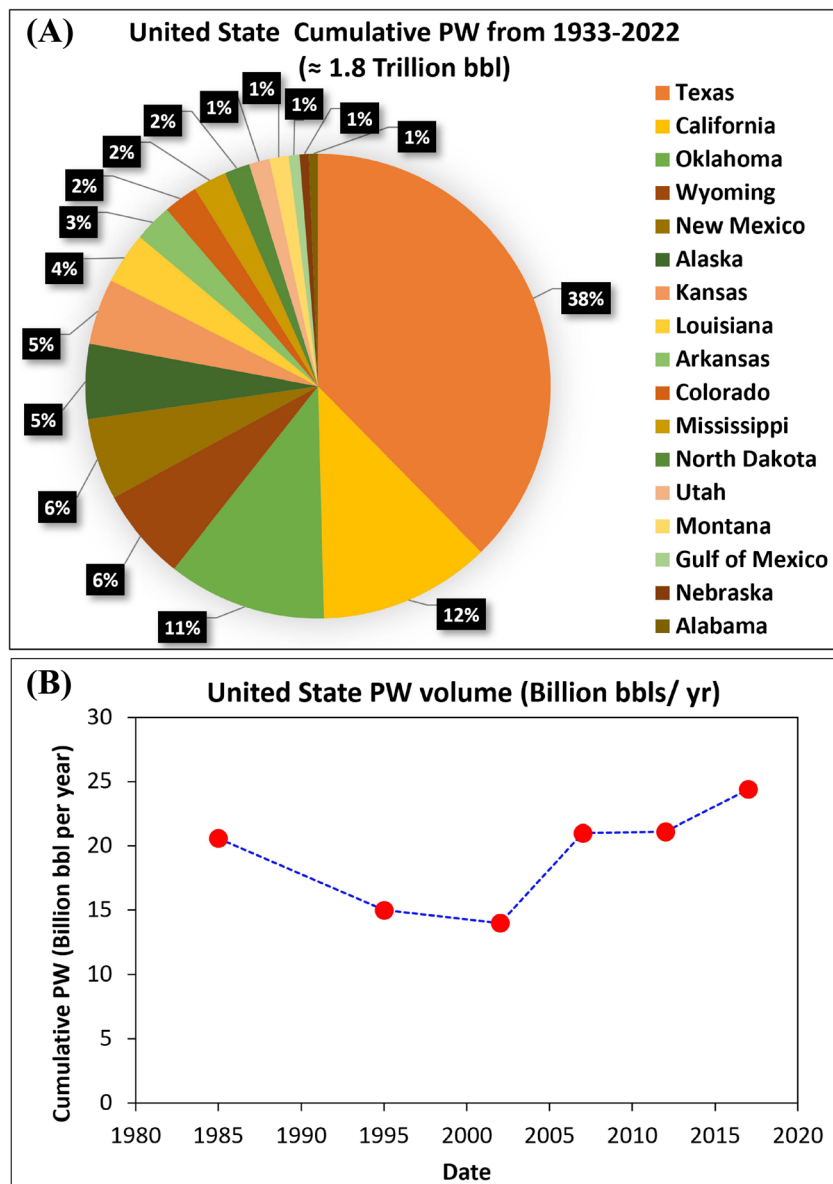 (A)
United State Cumulative PW from 1933-2022
(≈ 1.8 Trillion bbl)
1%
1%
1%
1%
1%
2%
2%
2%
3%
4%
5%
5%
6%
6%
11%
12%
38%
Texas
California
Oklahoma
Wyoming
New Mexico
Alaska
Kansas
Louisiana
Arkansas
Colorado
Mississippi
North Dakota
Utah
Montana
Gulf of Mexico
Nebraska
Alabama
(B)
United State PW volume (Billion bbls/ yr)
Cumulative PW (Billion bbl per year)
30
25
20
15
10
5
0
1980 1985 1990 1995 2000 2005 2010 2015 2020
Date